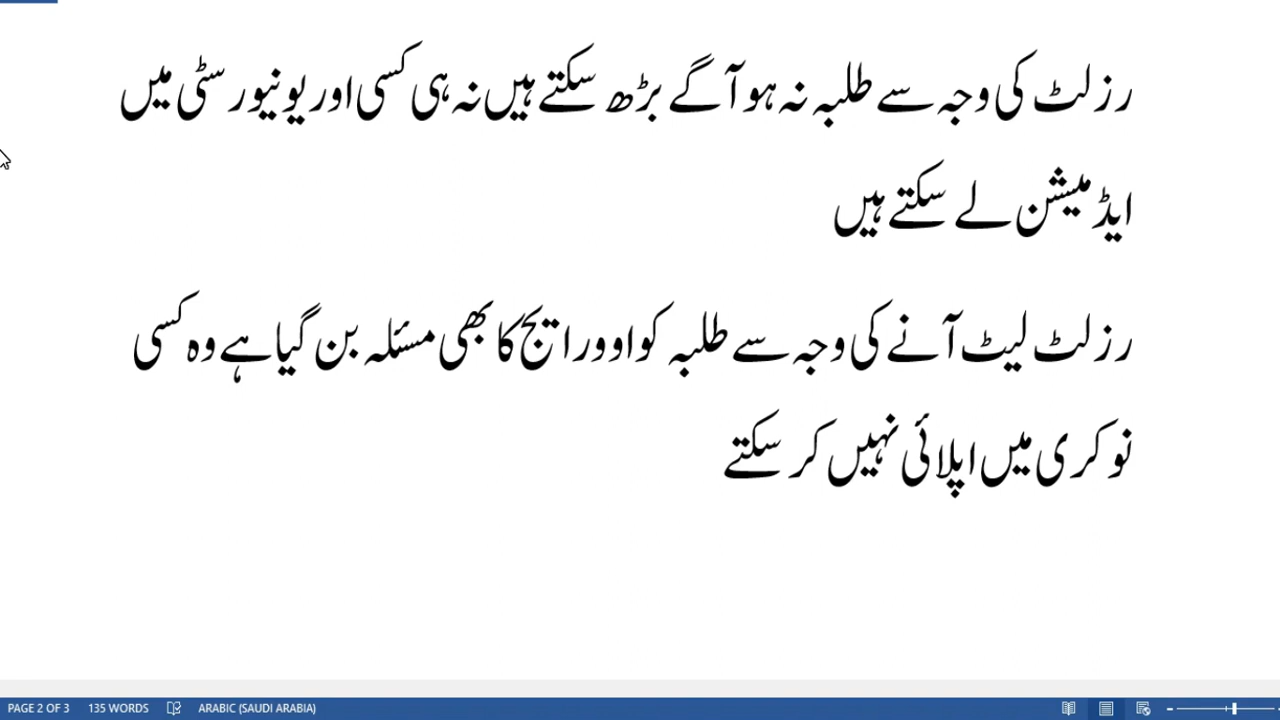 رزلٹ کی وجہ سے طلبہ نہ ہو آگے بڑھ سکتے ہیں نہ ہی کسی اور یونیورسٹی میں
ایڈمیشن لے سکتے ہیں
رزلٹ لیٹ آنے کی وجہ سے طلبہ کو اوور ایج کا بھی مسئلہ بن گیا ہے وہ کسی
نوکری میں اپلائی نہیں کر سکتے
PAGE 2 OF 3 135 WORDS ARABIC (SAUDI ARABIA)